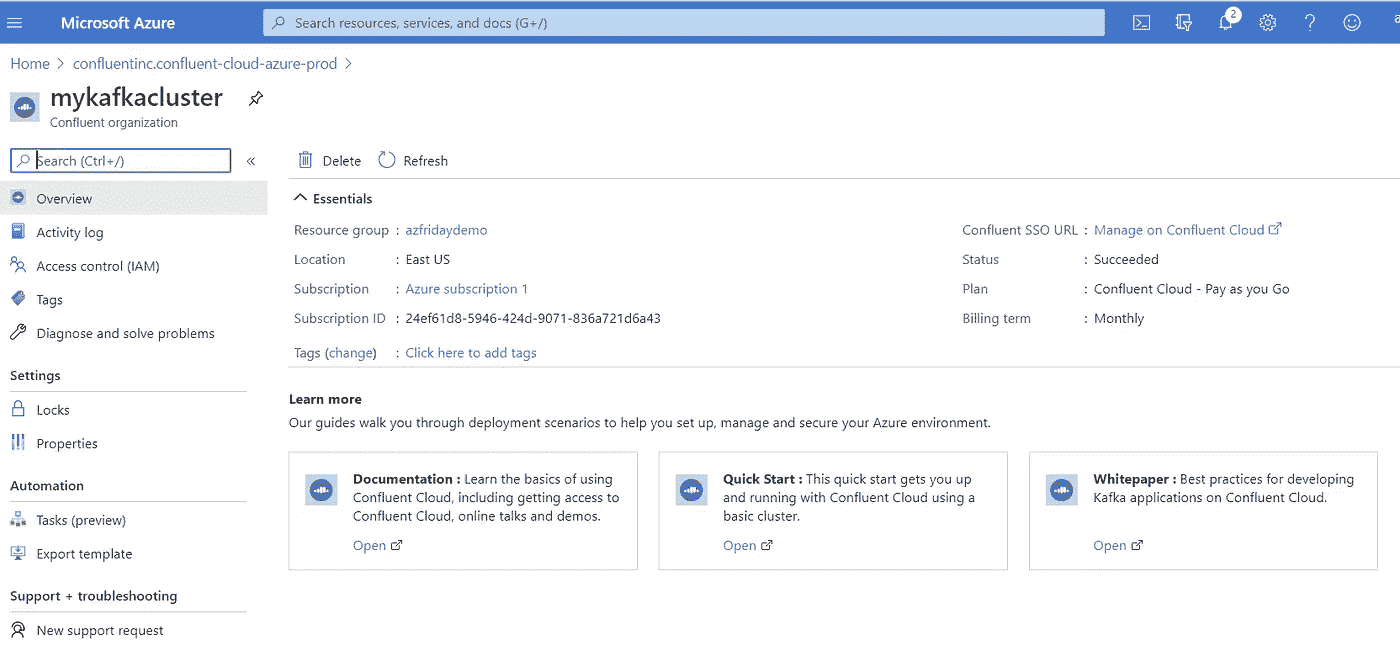 Microsoft Azure
Search resources, services, and docs (G+/)
2
Home > confluentinc.confluent-cloud-azure-prod >
mykafkacluster
Confluent organization
Search (Ctrl+/)
«
Overview
Activity log
Access control (IAM)
Tags
Diagnose and solve problems
Settings
Locks
Properties
Automation
Tasks (preview)
Export template
Support + troubleshooting
New support request
Delete
Refresh
Essentials
Resource group : azfridaydemo
Location : East US
Subscription : Azure subscription 1
Subscription ID : 24ef61d8-5946-424d-9071-836a721d6a43
Tags (change) : Click here to add tags
Confluent SSO URL : Manage on Confluent Cloud
Status : Succeeded
Plan : Confluent Cloud - Pay as you Go
Billing term : Monthly
Learn more
Our guides walk you through deployment scenarios to help you set up, manage and secure your Azure environment.
Documentation : Learn the basics of using
Confluent Cloud, including getting access to
Confluent Cloud, online talks and demos.
Open
Quick Start : This quick start gets you up
and running with Confluent Cloud using a
basic cluster.
Open
Whitepaper : Best practices for developing
Kafka applications on Confluent Cloud.
Open